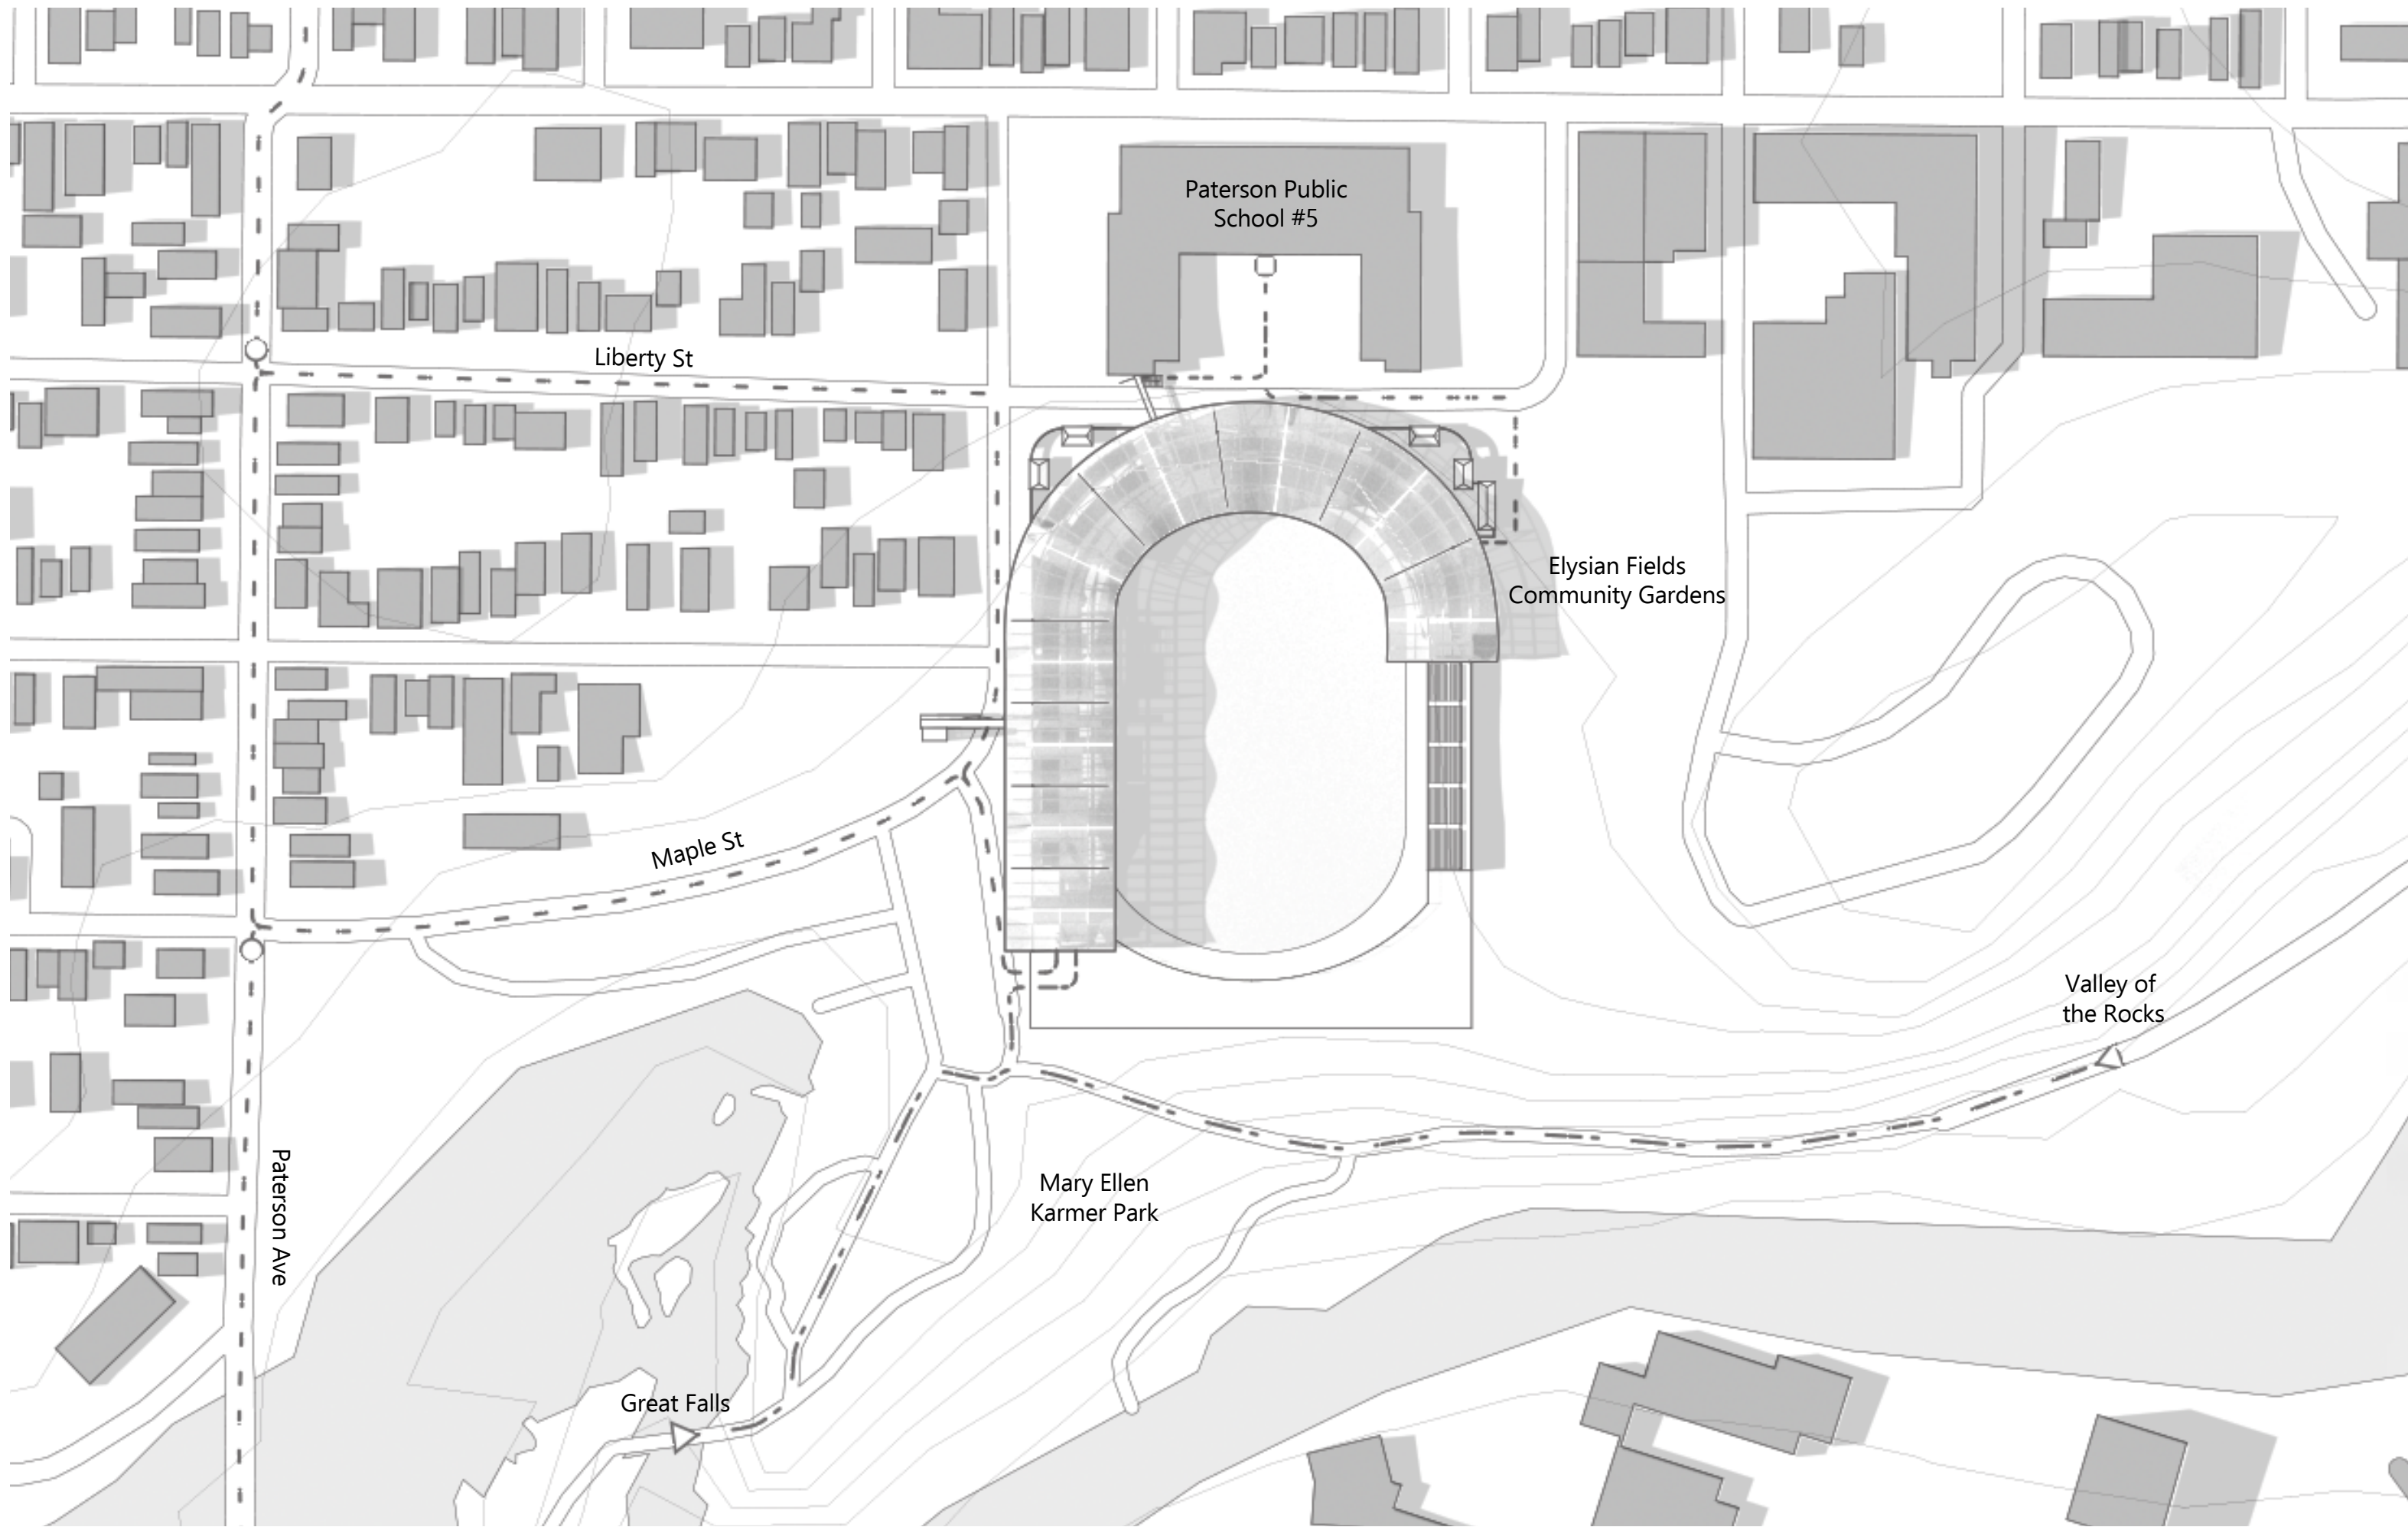 Paterson Public
School #5
Liberty St
Elysian Fields
Community Gardens
Maple St
Valley of
the Rocks
Paterson Ave
Mary Ellen
Karmer Park
Great Falls